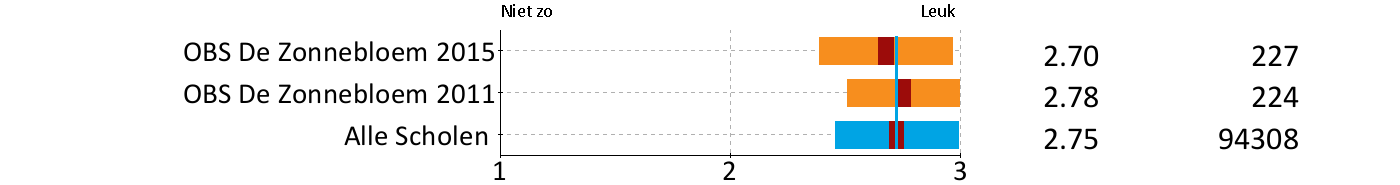 Niet zo Leuk
OBS De Zonnebloem 2015 2.70 227
OBS De Zonnebloem 2011 2.78 224
Alle Scholen 2.75 94308
1 2 3